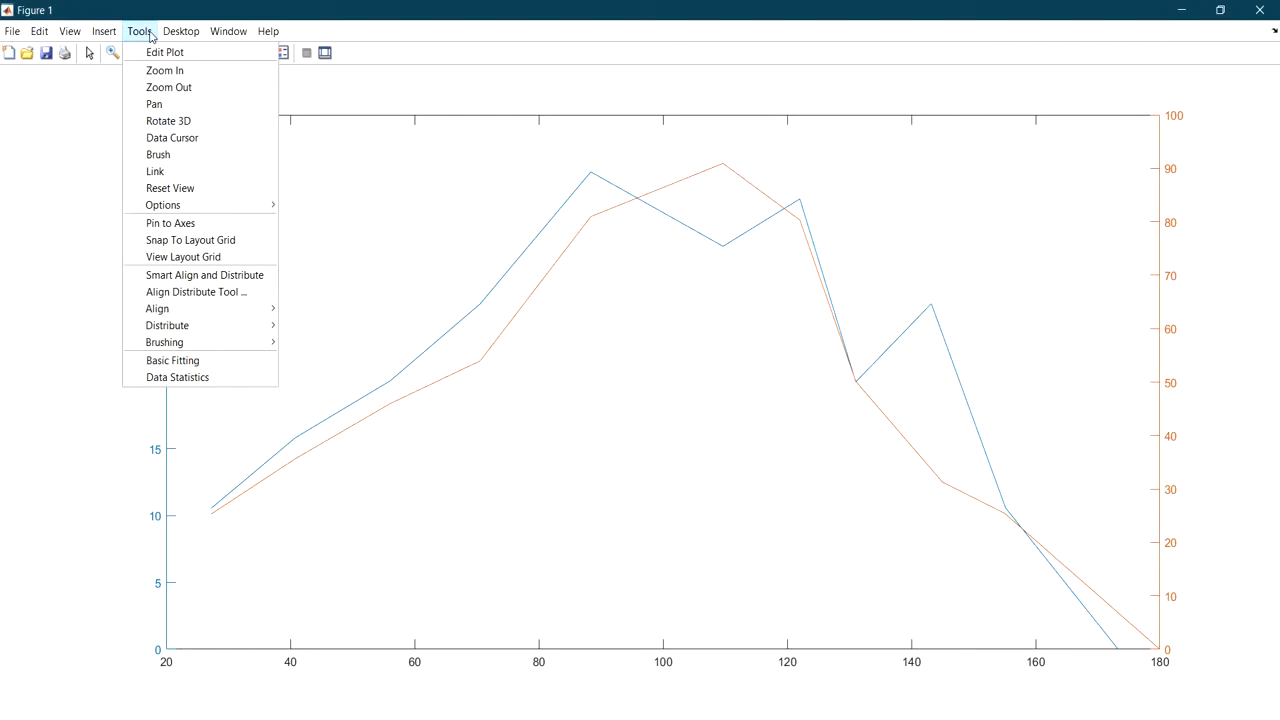 Figure 1
File Edit View Insert Tools Desktop Window Help
Edit Plot
Zoom In
Zoom Out
Pan
Rotate 3D
Data Cursor
Brush
Link
Reset View
Options
Pin to Axes
Snap To Layout Grid
View Layout Grid
Smart Align and Distribute
Align Distribute Tool ...
Align
Distribute
Brushing
Basic Fitting
Data Statistics
15
10
5
0
100
90
80
70
60
50
40
30
20
10
0
20 40 60 80 100 120 140 160 180